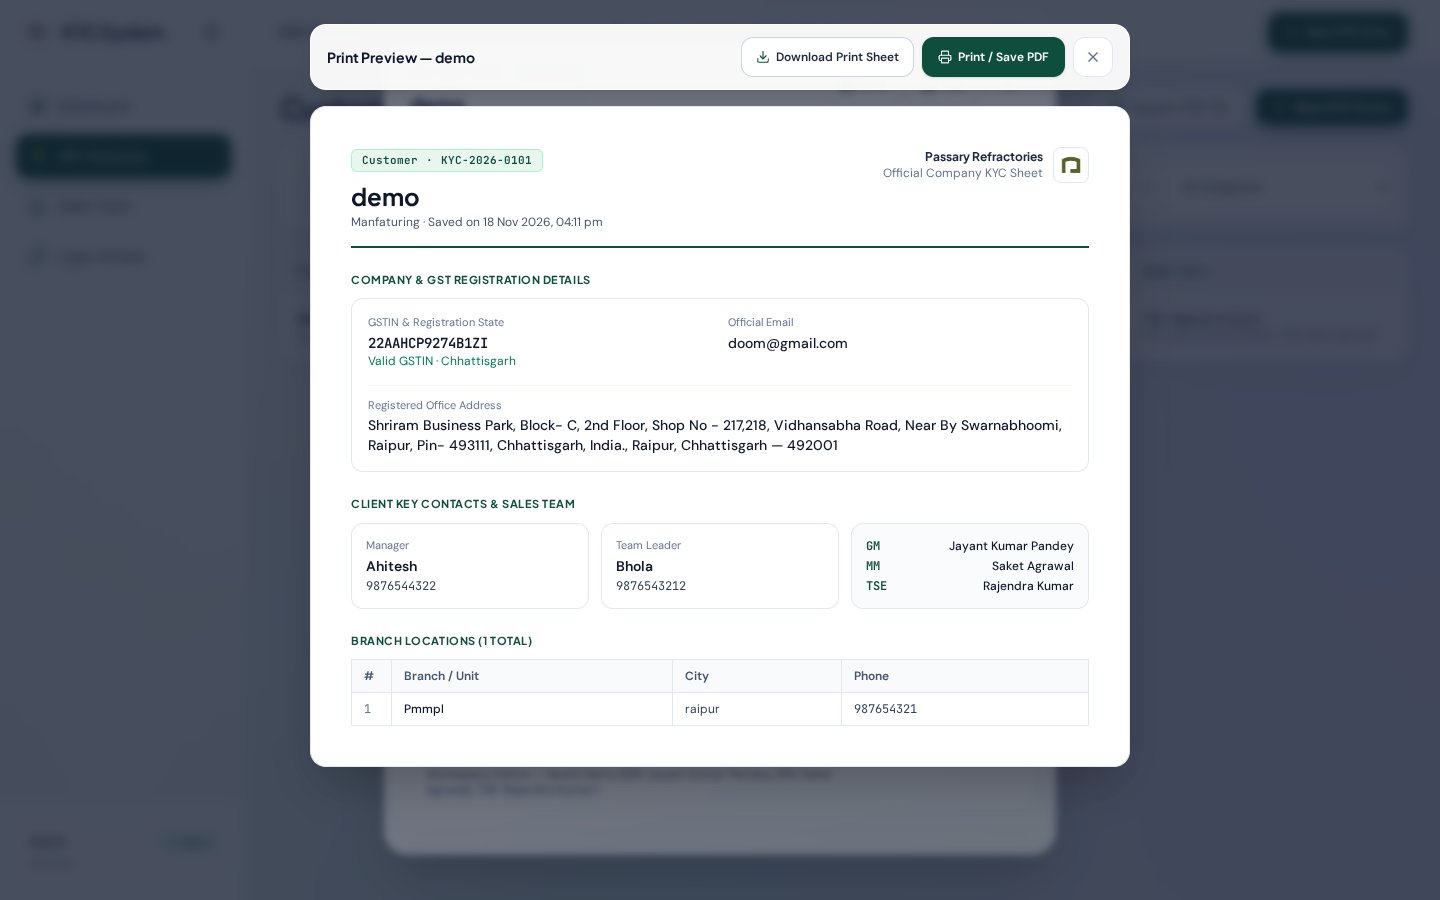 Print Preview — demo
Download Print Sheet
Print / Save PDF
Customer · KYC-2026-0101
Passary Refractories
Official Company KYC Sheet
demo
Manfaturing · Saved on 18 Nov 2026, 04:11 pm
COMPANY & GST REGISTRATION DETAILS
GSTIN & Registration State
Official Email
22AAHCP9274B1ZI
doom@gmail.com
Valid GSTIN · Chhattisgarh
Registered Office Address
Shriram Business Park, Block- C, 2nd Floor, Shop No - 217,218, Vidhansabha Road, Near By Swarnabhoomi,
Raipur, Pin- 493111, Chhattisgarh, India., Raipur, Chhattisgarh — 492001
CLIENT KEY CONTACTS & SALES TEAM
Manager
Ahitesh
9876544322
Team Leader
Bhola
9876543212
GM Jayant Kumar Pandey
MM Saket Agrawal
TSE Rajendra Kumar
BRANCH LOCATIONS (1 TOTAL)
# Branch / Unit City Phone
1 Pmmpl raipur 987654321